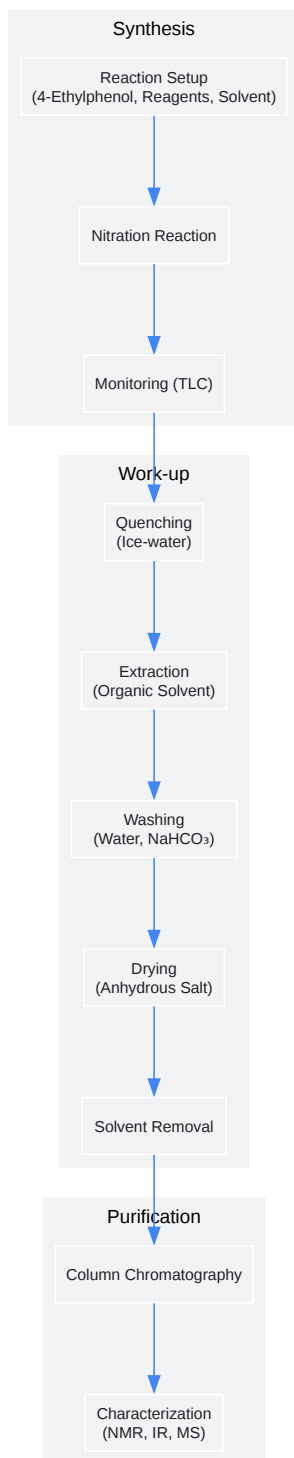 Synthesis
Reaction Setup
(4-Ethylphenol, Reagents, Solvent)
Nitration Reaction
Monitoring (TLC)
Work-up
Quenching
(Ice-water)
Extraction
(Organic Solvent)
Washing
(Water, NaHCO₃)
Drying
(Anhydrous Salt)
Solvent Removal
Purification
Column Chromatography
Characterization
(NMR, IR, MS)